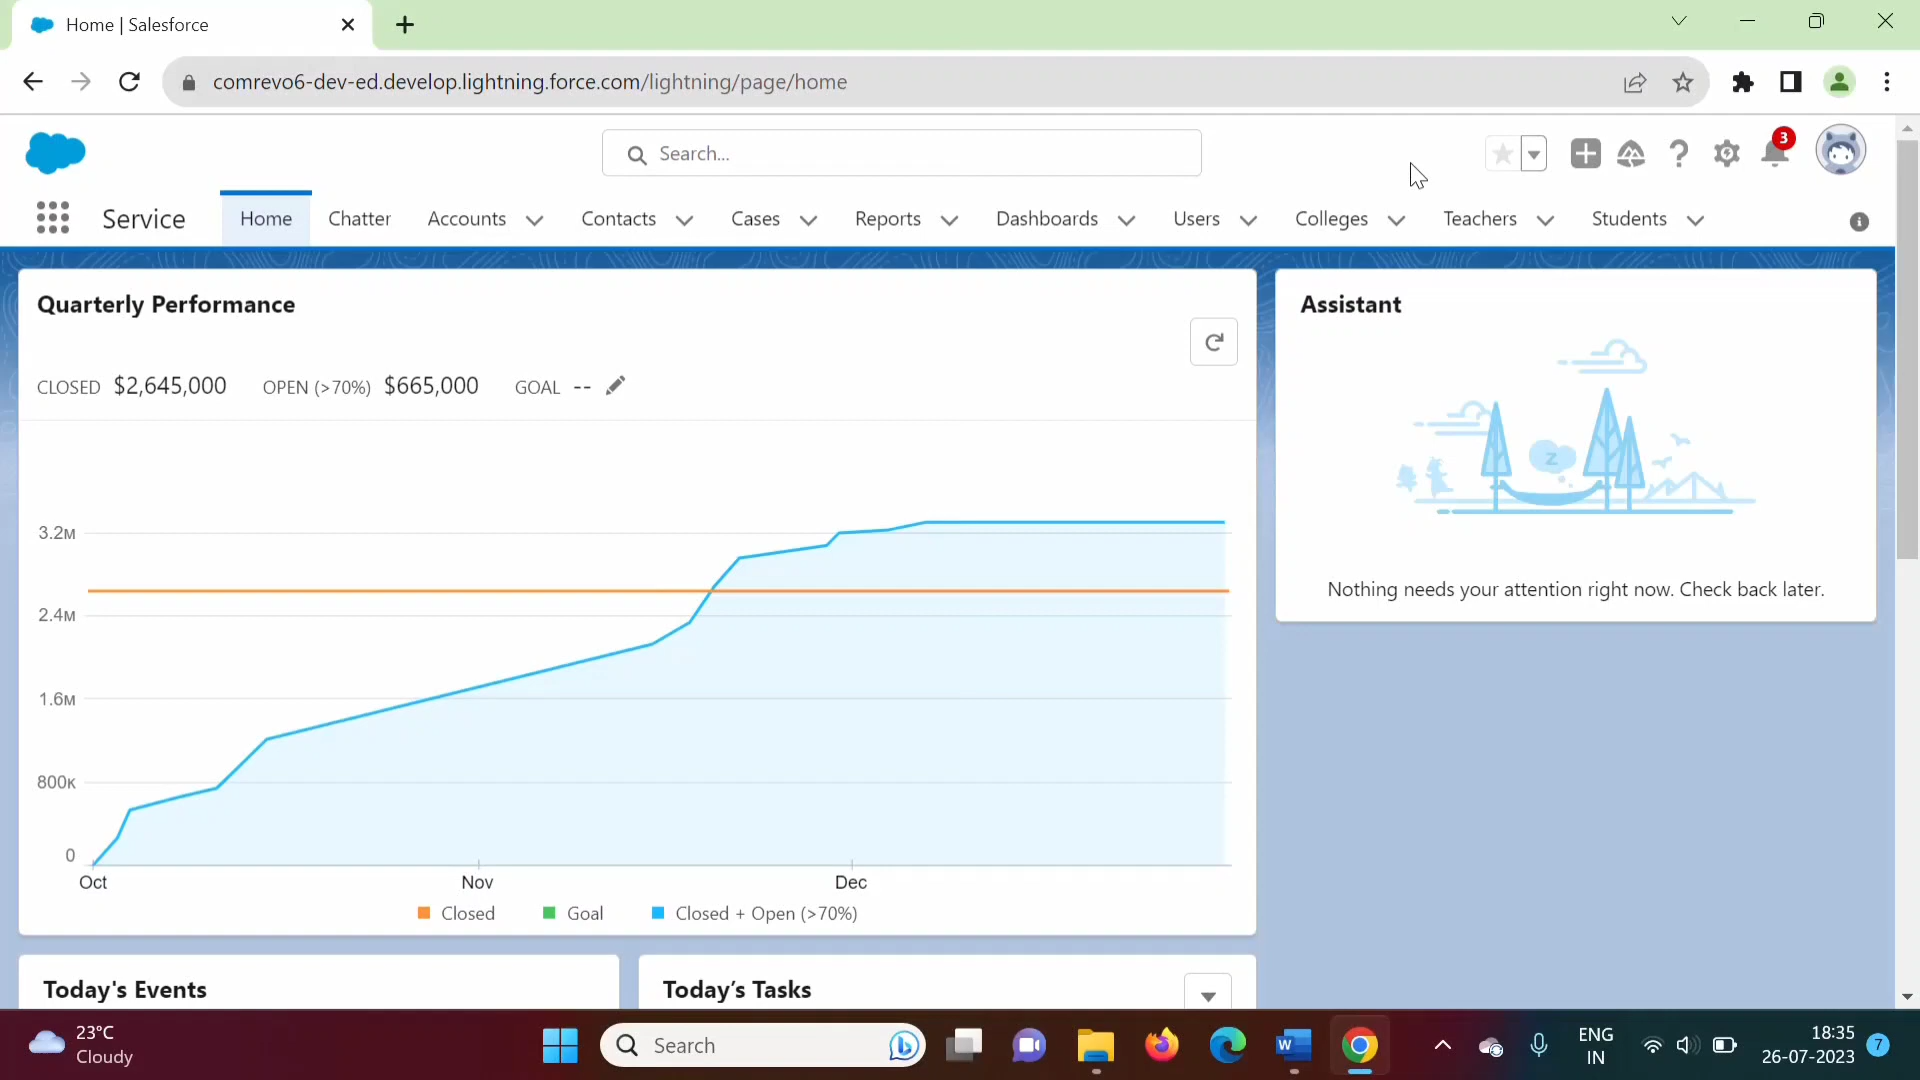 Home | Salesforce
comrevo6-dev-ed.develop.lightning.force.com/lightning/page/home
Search...
3
Service
Home
Chatter
Accounts
Contacts
Cases
Reports
Dashboards
Users
Colleges
Teachers
Students
Quarterly Performance
CLOSED $2,645,000 OPEN (>70%) $665,000 GOAL --
3.2M
2.4M
1.6M
800K
0
Oct
Nov
Dec
Closed
Goal
Closed + Open (>70%)
Assistant
z
Nothing needs your attention right now. Check back later.
Today's Events
Today's Tasks
23°C
Cloudy
Search
W
ENG
IN
18:35
26-07-2023
7